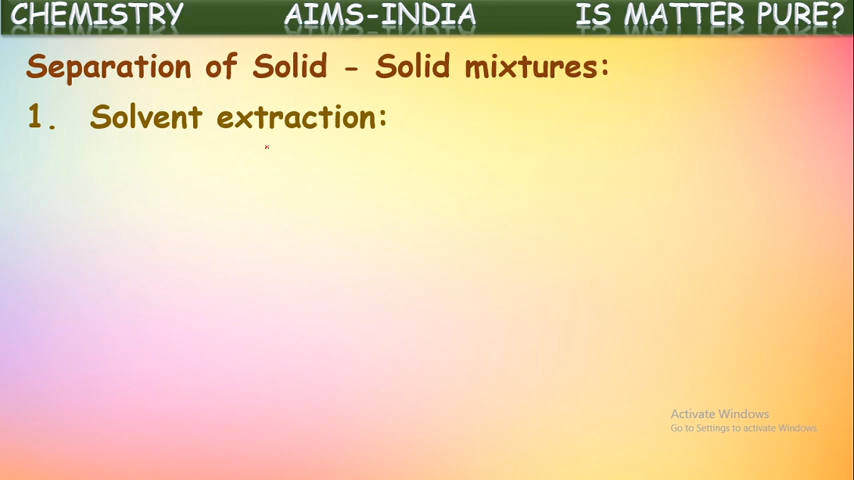 CHEMISTRY AIMS-INDIA IS MATTER PURE?
Separation of Solid - Solid mixtures:
1. Solvent extraction:
Activate Windows
Go to Settings to activate Windows.